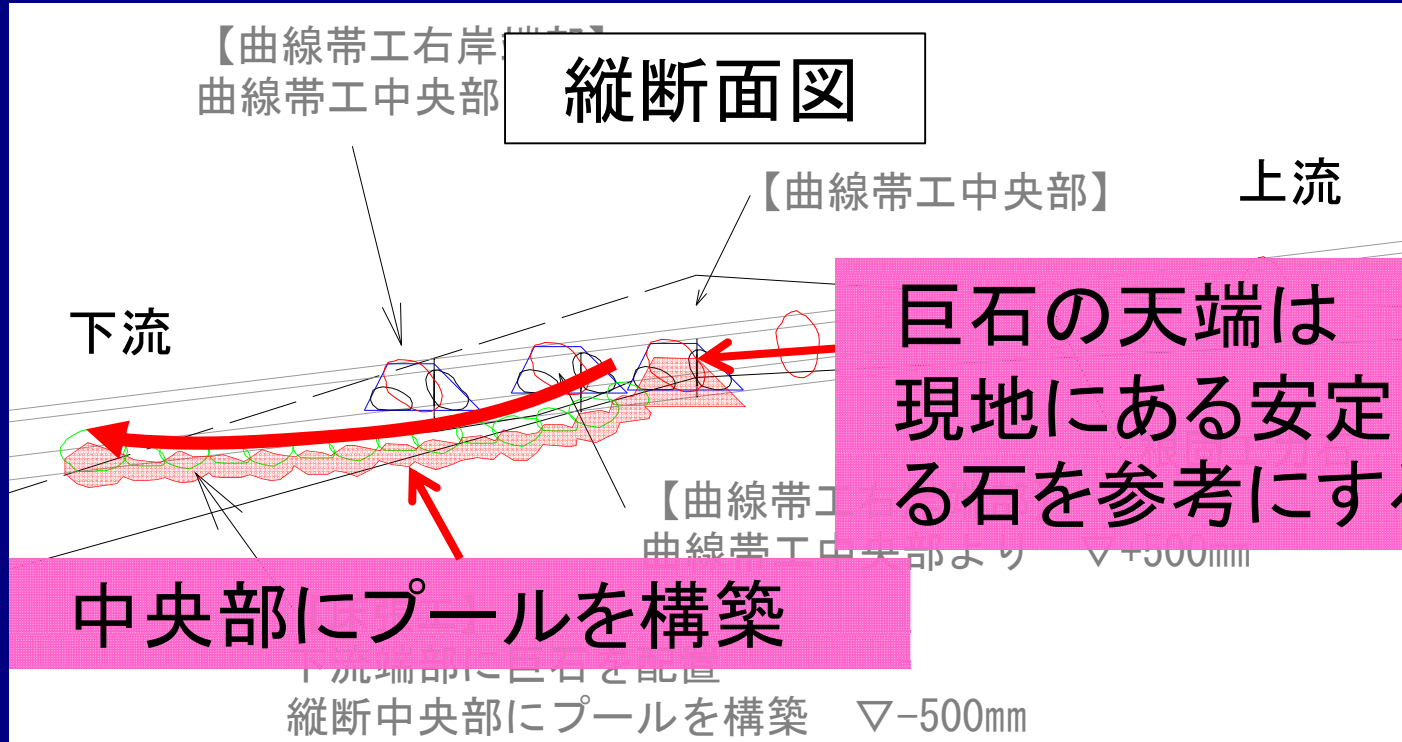 【曲線帯工右岸
曲線帯工中央部
縦断面図
【曲線帯工中央部】
上流
下流
巨石の天端は
現地にある安定
る石を参考にする
【曲線帯工右
曲線帯工中央部より ▽+500mm
中央部にプールを構築
下流端部に巨石を配置
縦断中央部にプールを構築 ▽-500mm